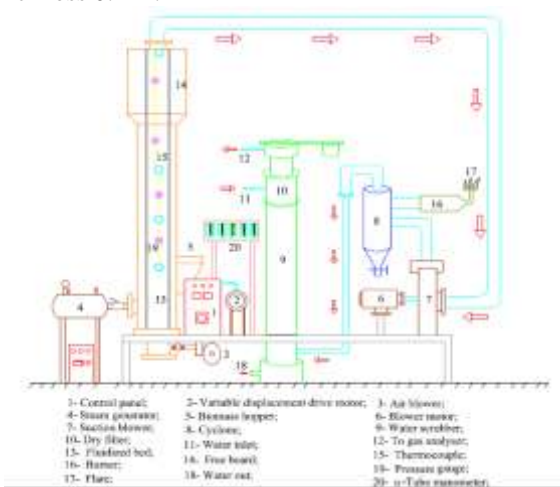 14
15
12
11
10
17
16
8
19
5
20
9
4
13
1
2
6
7
3
18
1- Control panel; 2- Variable displacement drive motor; 3- Air blower;
4- Steam generator; 5- Biomass hopper; 6- Blower motor;
7- Suction blower; 8- Cyclone; 9- Water scrubber;
10- Dry filter; 11- Water inlet; 12- To gas analyser;
13- Fluidized bed; 14- Free board; 15- Thermocouple;
16- Burner; 18- Water out; 19- Pressure gauge;
17- Flare; 20- u-Tube manometer;